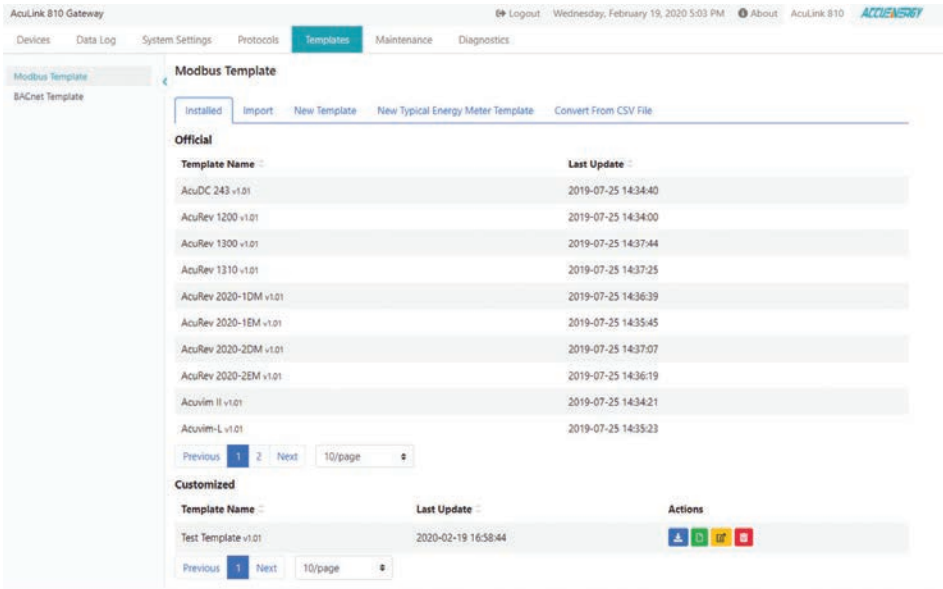 AcuLink 810 Gateway Logout Wednesday, February 19, 2020 5:03 PM About AcuLink 810 ACCUENERGY
Devices Data Log System Settings Protocols Templates Maintenance Diagnostics
Modbus Template
BACnet Template
Modbus Template
Installed Import New Template New Typical Energy Meter Template Convert From CSV File
Official
Template Name Last Update
AcuDC 243 v1.01 2019-07-25 14:34:40
AcuRev 1200 v1.01 2019-07-25 14:34:00
AcuRev 1300 v1.01 2019-07-25 14:37:44
AcuRev 1310 v1.01 2019-07-25 14:37:25
AcuRev 2020-1DM v1.01 2019-07-25 14:36:39
AcuRev 2020-1EM v1.01 2019-07-25 14:35:45
AcuRev 2020-2DM v1.01 2019-07-25 14:37:07
AcuRev 2020-2EM v1.01 2019-07-25 14:36:19
Acuvim II v1.01 2019-07-25 14:34:21
Acuvim-L v1.01 2019-07-25 14:35:23
Previous 1 2 Next 10/page
Customized
Template Name Last Update Actions
Test Template v1.01 2020-02-19 16:58:44
Previous 1 Next 10/page